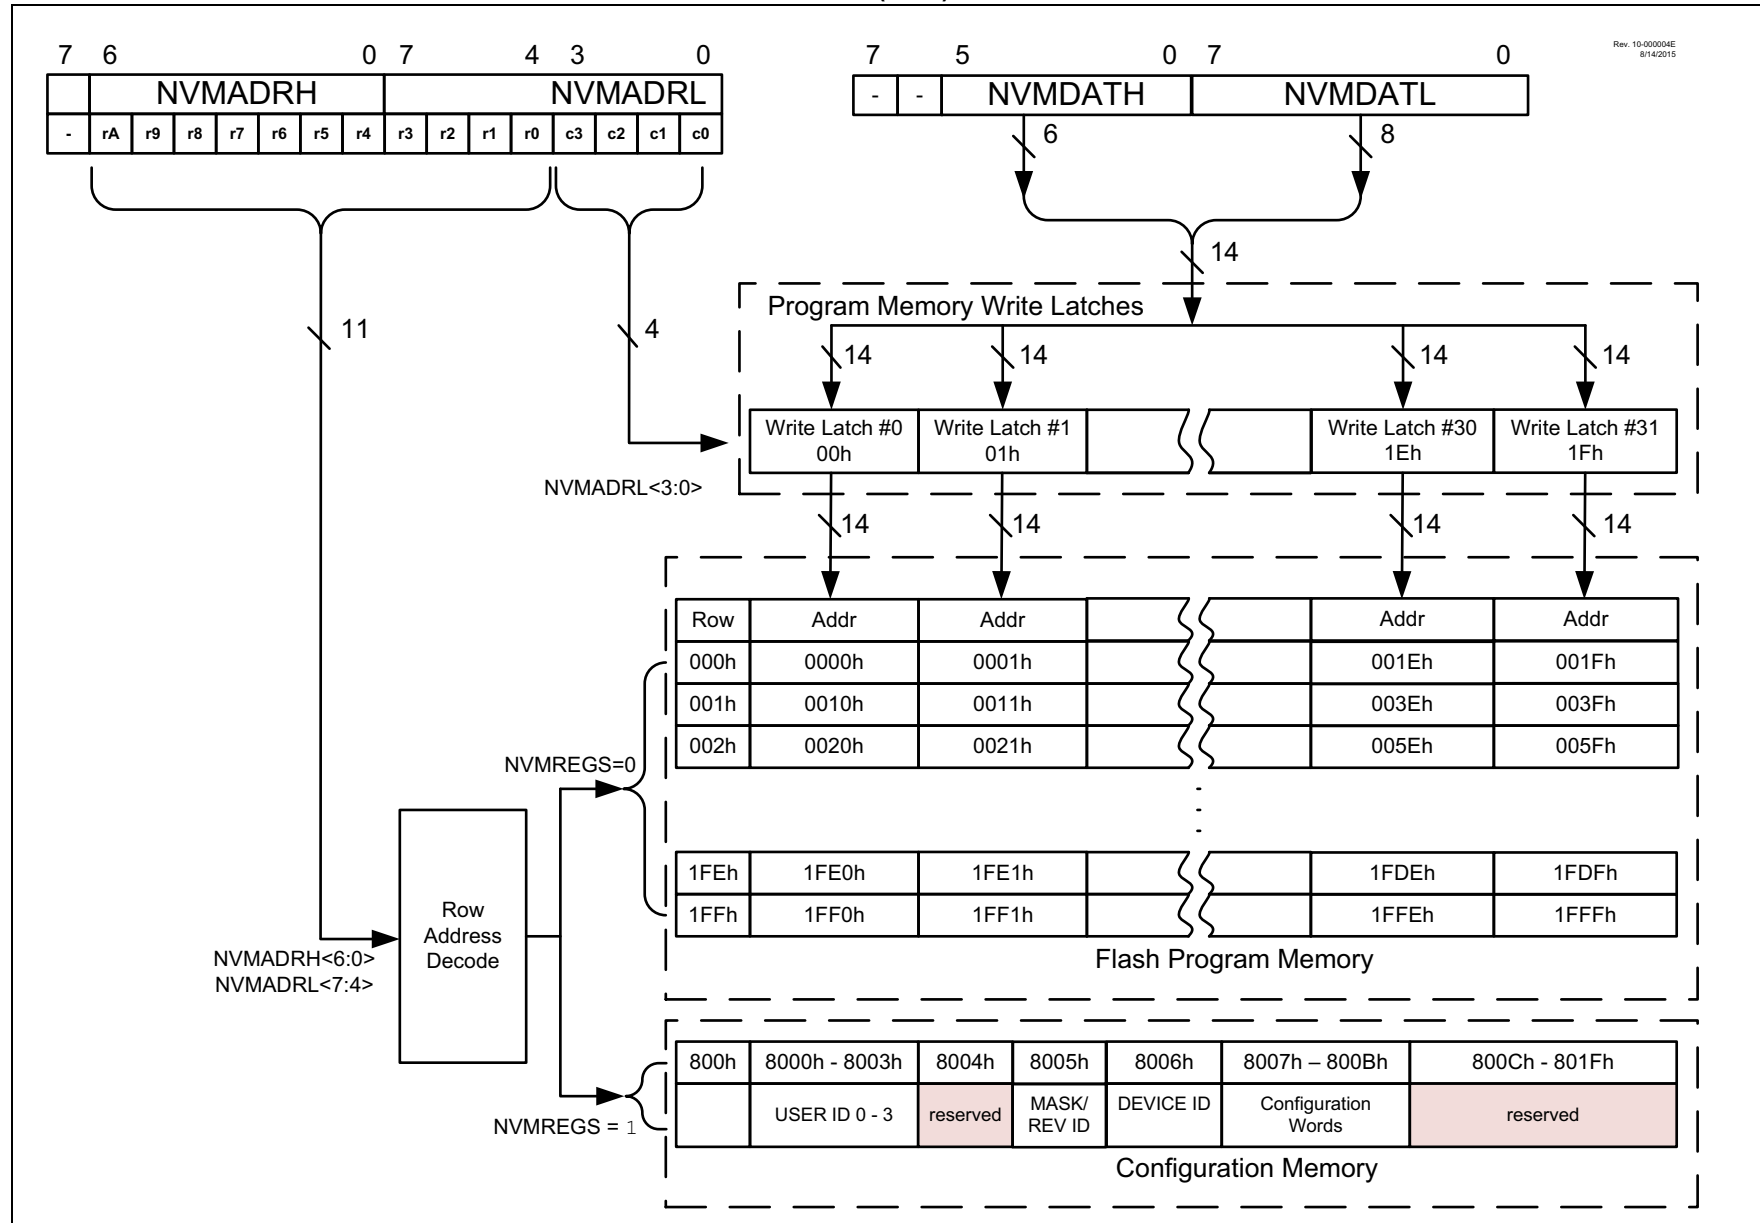 7 6 0 7 4 3 0
7 5 0 7 0
Rev. 10-000004E
8/14/2015
NVMADRH NVMADRL
- - NVMDATH NVMDATL
- rA r9 r8 r7 r6 r5 r4 r3 r2 r1 r0 c3 c2 c1 c0
6 8
14
11 4
Program Memory Write Latches
14 14 14 14
Write Latch #0 Write Latch #1 Write Latch #30 Write Latch #31
00h 01h 1Eh 1Fh
NVMADRL<3:0>
14 14 14 14
Row Addr Addr Addr Addr
000h 0000h 0001h 001Eh 001Fh
001h 0010h 0011h 003Eh 003Fh
002h 0020h 0021h 005Eh 005Fh
NVMREGS=0
1FEh 1FE0h 1FE1h 1FDEh 1FDFh
1FFh 1FF0h 1FF1h 1FFEh 1FFFh
Flash Program Memory
Row
Address
Decode
NVMADRH<6:0>
NVMADRL<7:4>
800h 8000h - 8003h 8004h 8005h 8006h 8007h – 800Bh 800Ch - 801Fh
USER ID 0 - 3 reserved MASK/ DEVICE ID Configuration reserved
REV ID Words
NVMREGS = 1
Configuration Memory